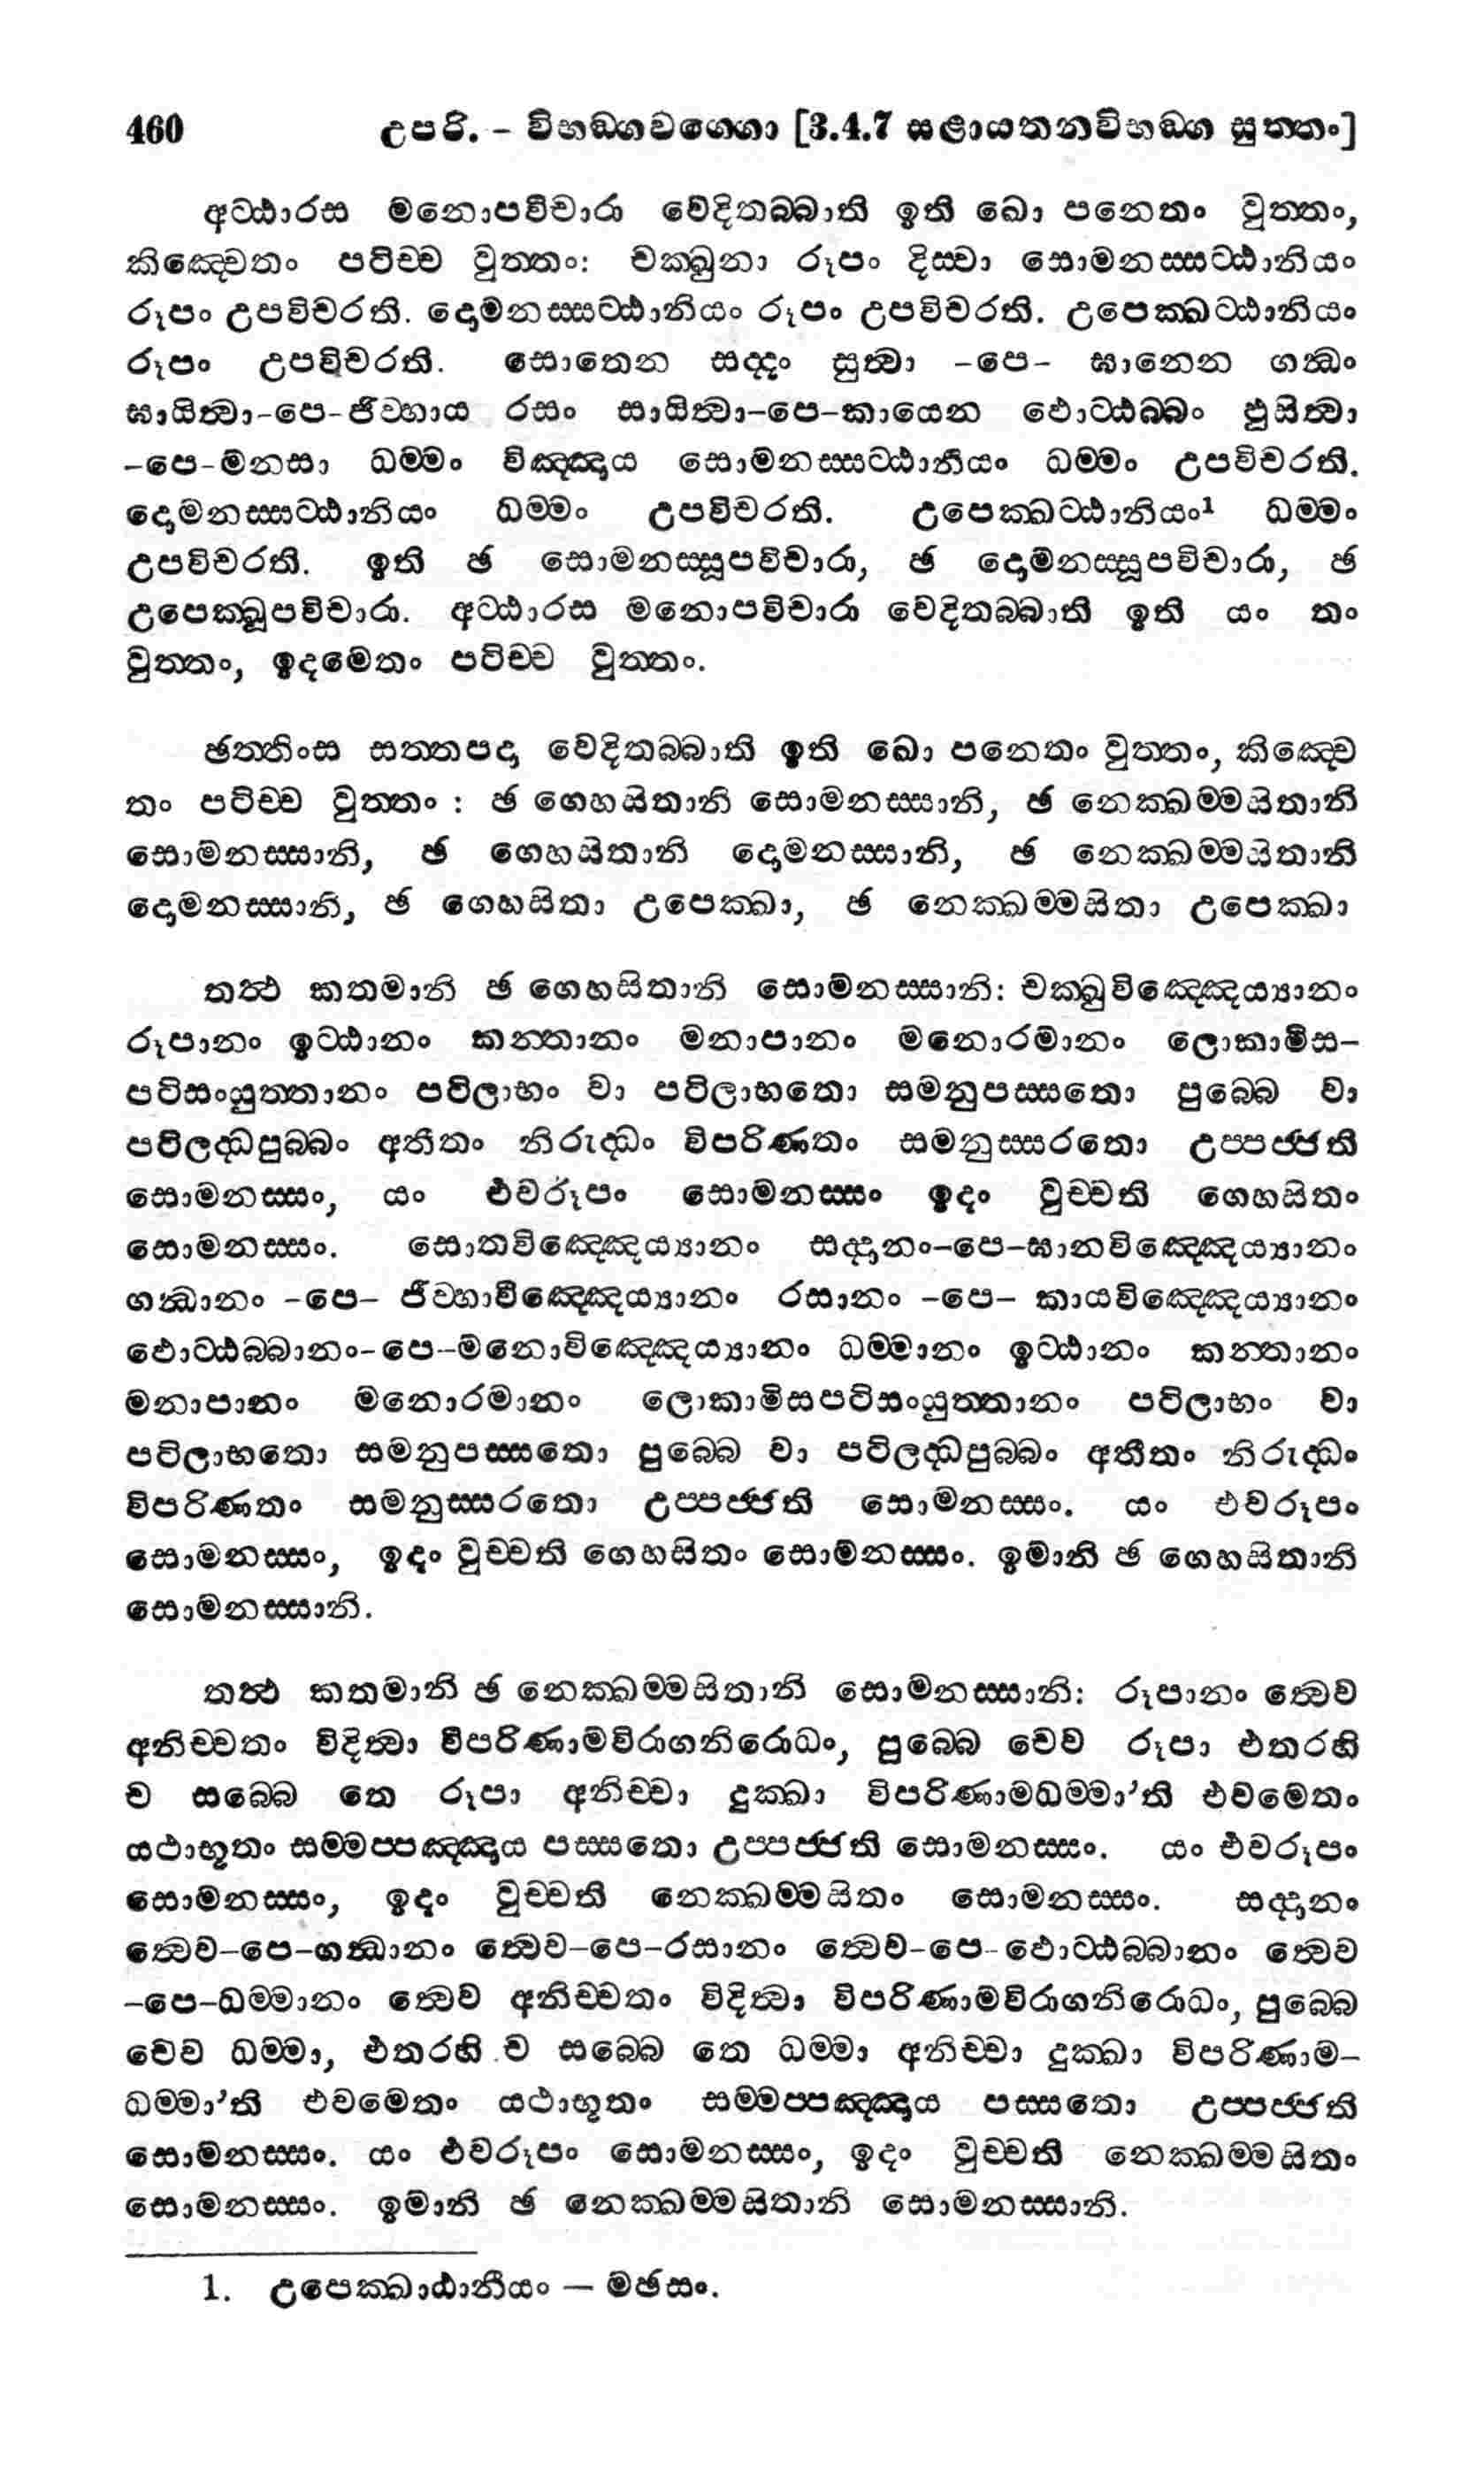 460 උපරි. – විභඞ්ගවග්ගො [3.4.7 සළායතනවිභඞ්ග සුත්තං]
අට්ඨාරස මනොපවිචාරා වෙදිතබ්බාති ඉති ඛො පනෙතං වුත්තං,
කිඤ්චෙතං පටිච්ච වුත්තං: චක්ඛුනා රූපං දිස්වා සොමනස්සට්ඨානියං
රූපං උපවිචරති. දොමනස්සට්ඨානියං රූපං උපවිචරති. උපෙක්ඛට්ඨානියං
රූපං උපවිචරති. සොතෙන සද්දං සුත්වා –පෙ– ඝානෙන ගන්ධං
ඝායිත්වා–පෙ–ජිව්හාය රසං සායිත්වා–පෙ–කායෙන ඵොට්ඨබ්බං ඵුසිත්වා
–පෙ–මනසා ධම්මං විඤ්ඤාය සොමනස්සට්ඨානියං ධම්මං උපවිචරති.
දොමනස්සට්ඨානියං ධම්මං උපවිචරති. උපෙක්ඛට්ඨානියං¹ ධම්මං
උපවිචරති. ඉති ඡ සොමනස්සූපවිචාරා, ඡ දොමනස්සූපවිචාරා, ඡ
උපෙක්ඛූපවිචාරා. අට්ඨාරස මනොපවිචාරා වෙදිතබ්බාති ඉති යං තං
වුත්තං, ඉදමෙතං පටිච්ච වුත්තං.
ඡත්තිංස සත්තපදා වෙදිතබ්බාති ඉති ඛො පනෙතං වුත්තං, කිඤ්චෙ
තං පටිච්ච වුත්තං : ඡ ගෙහසිතානි සොමනස්සානි, ඡ නෙක්ඛම්මසිතානි
සොමනස්සානි, ඡ ගෙහසිතානි දොමනස්සානි, ඡ නෙක්ඛම්මසිතානි
දොමනස්සානි, ඡ ගෙහසිතා උපෙක්ඛා, ඡ නෙක්ඛම්මසිතා උපෙක්ඛා
තත්ථ කතමානි ඡ ගෙහසිතානි සොමනස්සානි: චක්ඛුවිඤ්ඤෙය්‍යානං
රූපානං ඉට්ඨානං කන්තානං මනාපානං මනොරමානං ලොකාමිස–
පටිසංයුත්තානං පටිලාභං වා පටිලාභතො සමනුපස්සතො පුබ්බෙ වා
පටිලද්ධපුබ්බං අතීතං නිරුද්ධං විපරිණතං සමනුස්සරතො උප්පජ්ජති
සොමනස්සං, යං එවරූපං සොමනස්සං ඉදං වුච්චති ගෙහසිතං
සොමනස්සං. සොතවිඤ්ඤෙය්‍යානං සද්දානං–පෙ–ඝානවිඤ්ඤෙය්‍යානං
ගන්ධානං –පෙ– ජිව්හාවිඤ්ඤෙය්‍යානං රසානං –පෙ– කායවිඤ්ඤෙය්‍යානං
ඵොට්ඨබ්බානං–පෙ–මනොවිඤ්ඤෙය්‍යානං ධම්මානං ඉට්ඨානං කන්තානං
මනාපානං මනොරමානං ලොකාමිසපටිසංයුත්තානං පටිලාභං වා
පටිලාභතො සමනුපස්සතො පුබ්බෙ වා පටිලද්ධපුබ්බං අතීතං නිරුද්ධං
විපරිණතං සමනුස්සරතො උප්පජ්ජති සොමනස්සං. යං එවරූපං
සොමනස්සං, ඉදං වුච්චති ගෙහසිතං සොමනස්සං. ඉමානි ඡ ගෙහසිතානි
සොමනස්සානි.
තත්ථ කතමානි ඡ නෙක්ඛම්මසිතානි සොමනස්සානි: රූපානං ත්වෙව
අනිච්චතං විදිත්වා විපරිණාමවිරාගනිරොධං, පුබ්බෙ චෙව රූපා එතරහි
ච සබ්බෙ තෙ රූපා අනිච්චා දුක්ඛා විපරිණාමධම්මා’ති එවමෙතං
යථාභූතං සම්මප්පඤ්ඤාය පස්සතො උප්පජ්ජති සොමනස්සං. යං එවරූපං
සොමනස්සං, ඉදං වුච්චති නෙක්ඛම්මසිතං සොමනස්සං. සද්දානං
ත්වෙව–පෙ–ගන්ධානං ත්වෙව–පෙ–රසානං ත්වෙව–පෙ–ඵොට්ඨබ්බානං ත්වෙව
–පෙ–ධම්මානං ත්වෙව අනිච්චතං විදිත්වා විපරිණාමවිරාගනිරොධං, පුබ්බෙ
චෙව ධම්මා, එතරහි ච සබ්බෙ තෙ ධම්මා අනිච්චා දුක්ඛා විපරිණාම–
ධම්මා’ති එවමෙතං යථාභූතං සම්මප්පඤ්ඤාය පස්සතො උප්පජ්ජති
සොමනස්සං. යං එවරූපං සොමනස්සං, ඉදං වුච්චති නෙක්ඛම්මසිතං
සොමනස්සං. ඉමානි ඡ නෙක්ඛම්මසිතානි සොමනස්සානි.
1. උපෙක්ඛාඨානීයං — මඡසං.